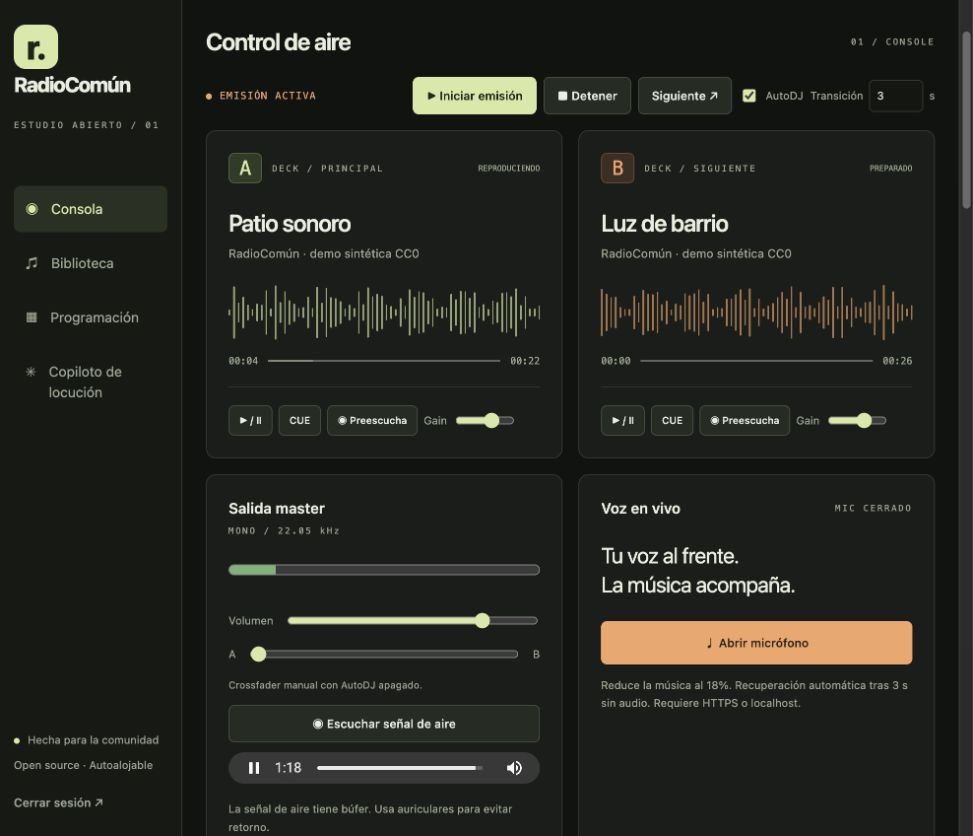 r.
RadioComún
ESTUDIO ABIERTO / 01
◉ Consola
♫ Biblioteca
▦ Programación
✳ Copiloto de
locución
Hecha para la comunidad
Open source · Autoalojable
Cerrar sesión ↗
Control de aire
01 / CONSOLE
● EMISIÓN ACTIVA
▶ Iniciar emisión
■ Detener
Siguiente ↗
AutoDJ Transición 3 s
A DECK / PRINCIPAL REPRODUCIENDO
Patio sonoro
RadioComún · demo sintética CC0
00:04 00:22
▶ / II CUE ◉ Preescucha Gain
B DECK / SIGUIENTE PREPARADO
Luz de barrio
RadioComún · demo sintética CC0
00:00 00:26
▶ / II CUE ◉ Preescucha Gain
Salida master
MONO / 22.05 kHz
Volumen
A B
Crossfader manual con AutoDJ apagado.
◉ Escuchar señal de aire
1:18
La señal de aire tiene búfer. Usa auriculares para evitar
retorno.
Voz en vivo MIC CERRADO
Tu voz al frente.
La música acompaña.
♩ Abrir micrófono
Reduce la música al 18%. Recuperación automática tras 3 s
sin audio. Requiere HTTPS o localhost.